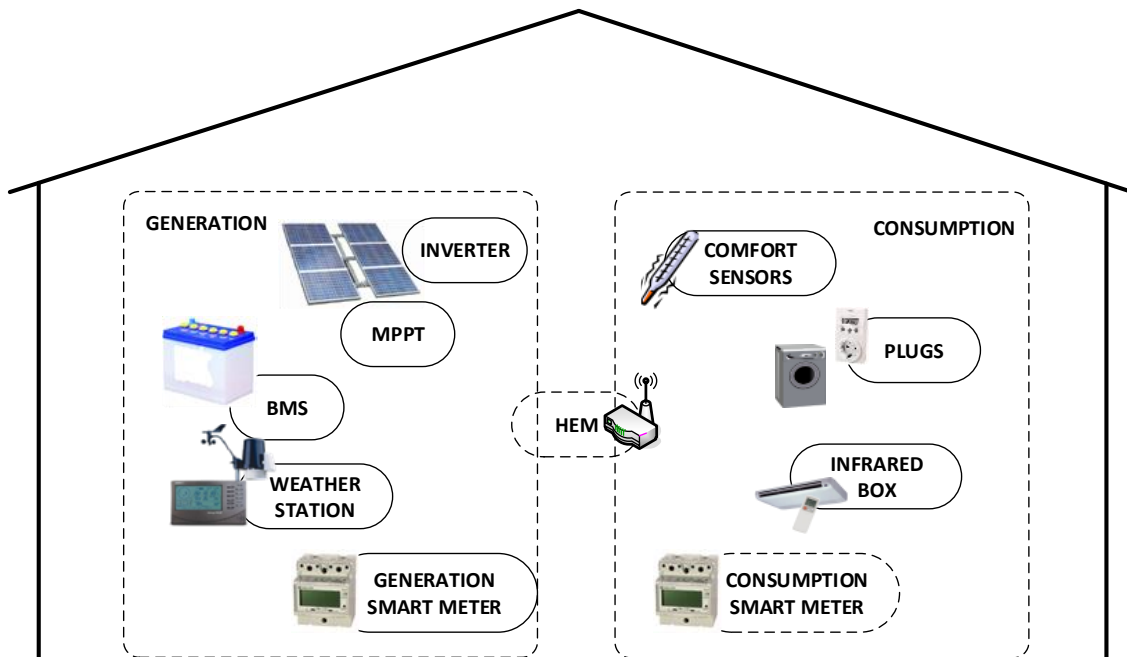 GENERATION
INVERTER
MPPT
BMS
WEATHER
STATION
GENERATION
SMART METER
HEM
CONSUMPTION
COMFORT
SENSORS
PLUGS
INFRARED
BOX
CONSUMPTION
SMART METER